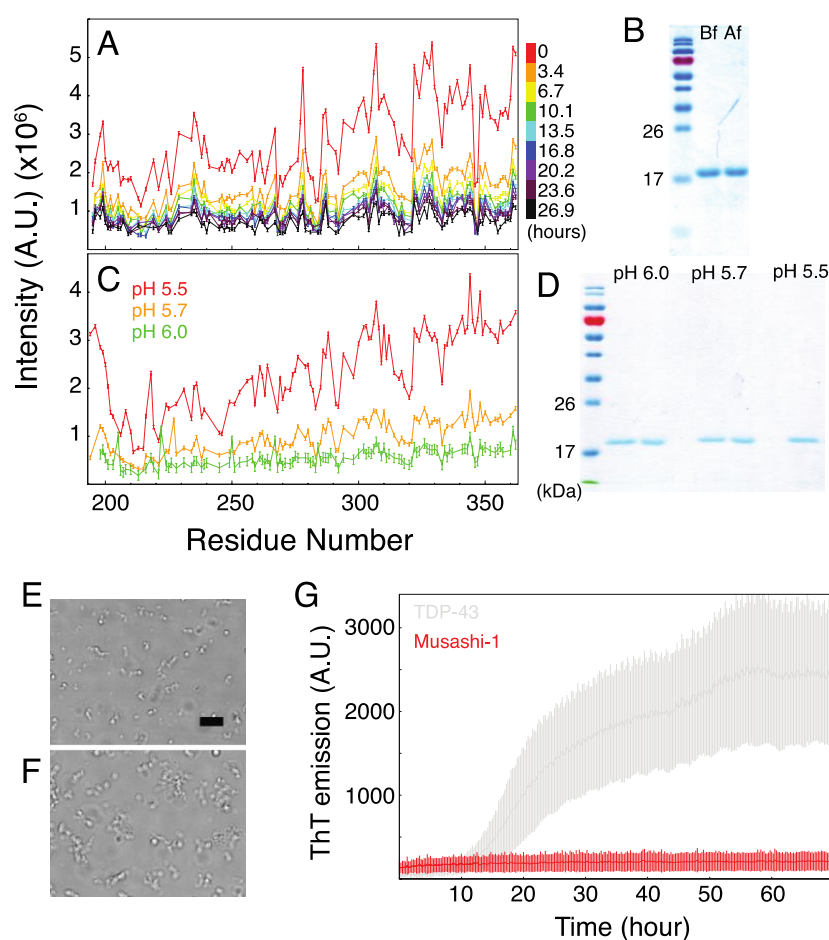 A
Intensity (A.U.) (x10⁶)
5
4
3
2
1
0
3.4
6.7
10.1
13.5
16.8
20.2
23.6
26.9
(hours)
B
Bf Af
26
17
C
pH 5.5
pH 5.7
pH 6.0
4
3
2
1
200 250 300 350
Residue Number
D
pH 6.0 pH 5.7 pH 5.5
26
17
(kDa)
E
F
G
TDP-43
Musashi-1
ThT emission (A.U.)
3000
2000
1000
10 20 30 40 50 60
Time (hour)